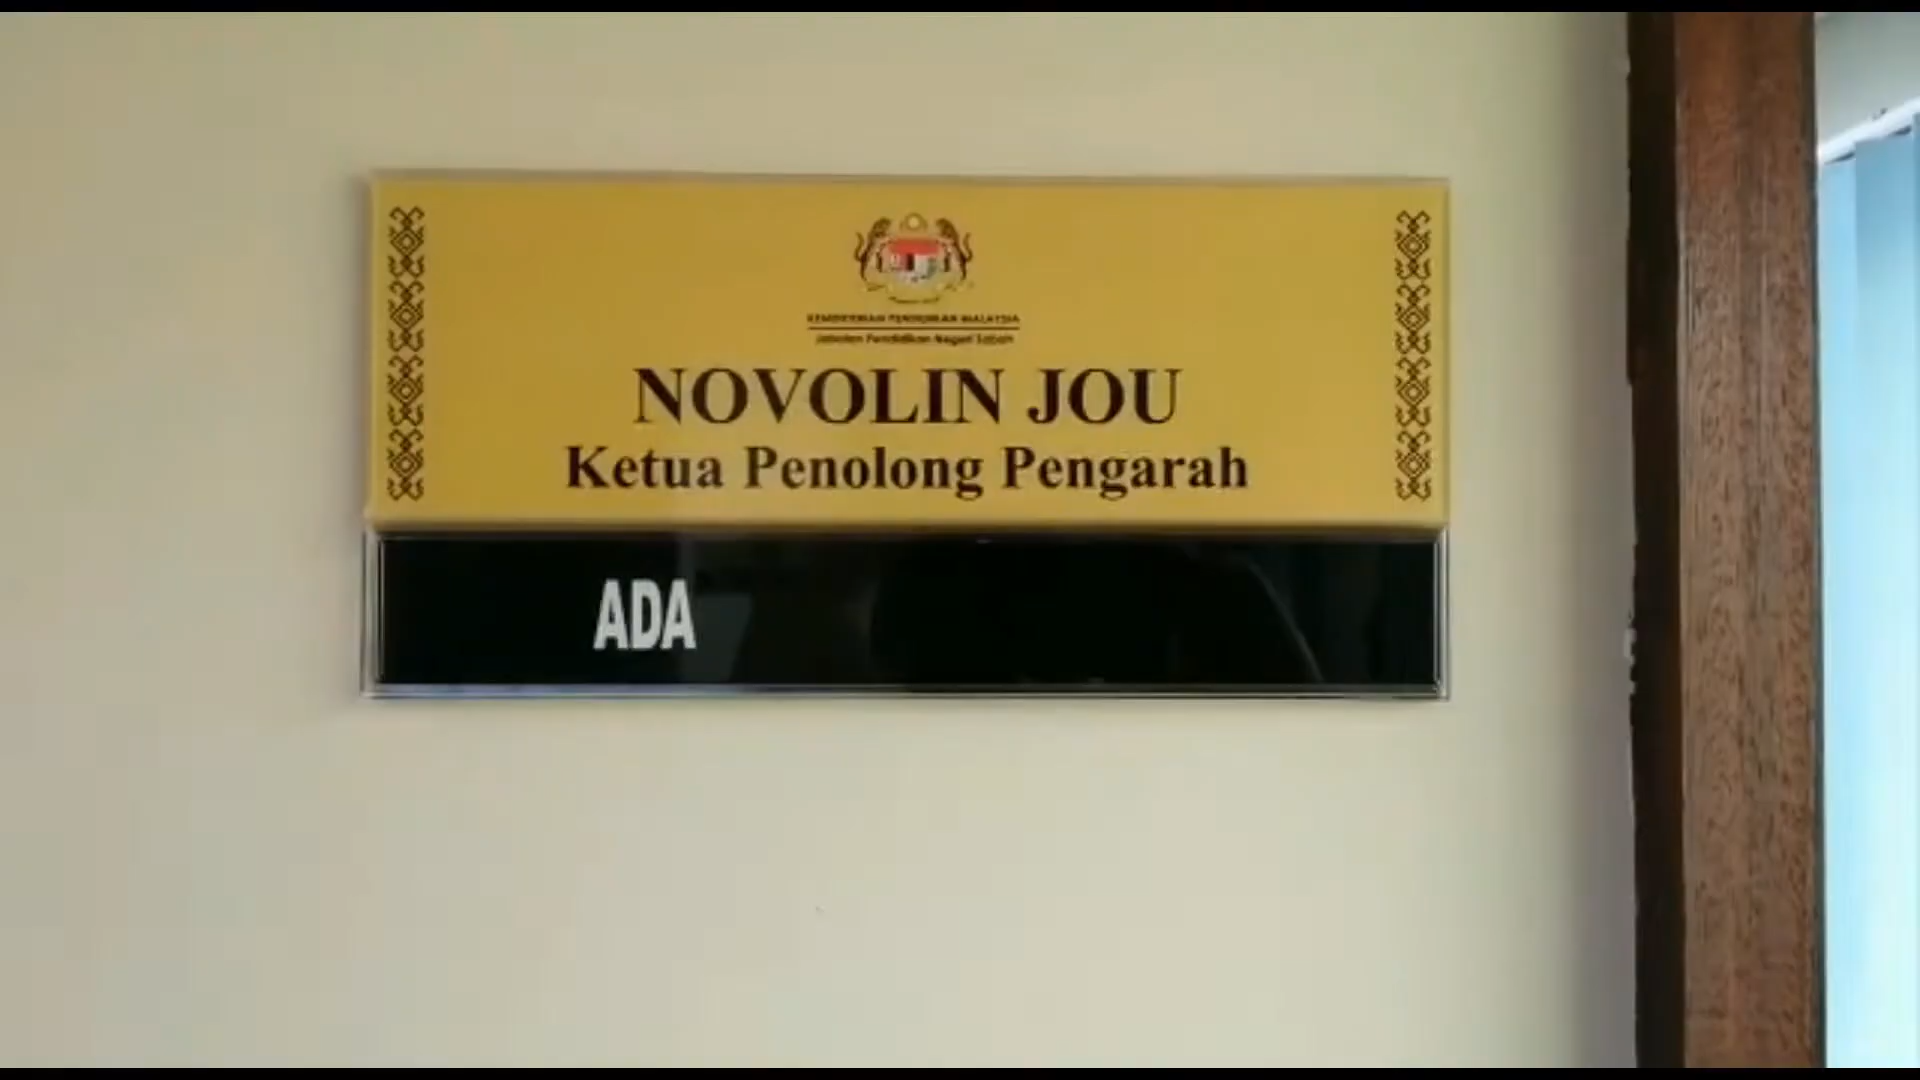 KEMENTERIAN PENDIDIKAN MALAYSIA
Jabatan Pendidikan Negeri Sabah
NOVOLIN JOU
Ketua Penolong Pengarah
ADA